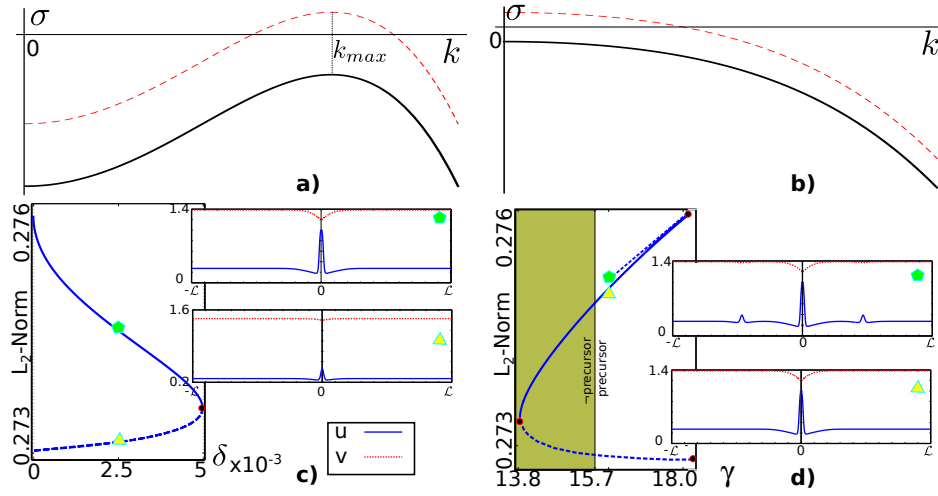 σ
0
k_max
k
a)
σ
0
k
b)
0.276
L₂-Norm
0.273
0
2.5
5
δ x10⁻³
c)
1.4
0
-ℒ
0
ℒ
1.6
0.2
-ℒ
0
ℒ
u
v
0.276
L₂-Norm
0.273
¬precursor
precursor
13.8
15.7
18.0
γ
d)
1.4
0
-ℒ
0
ℒ
1.4
0
-ℒ
0
ℒ